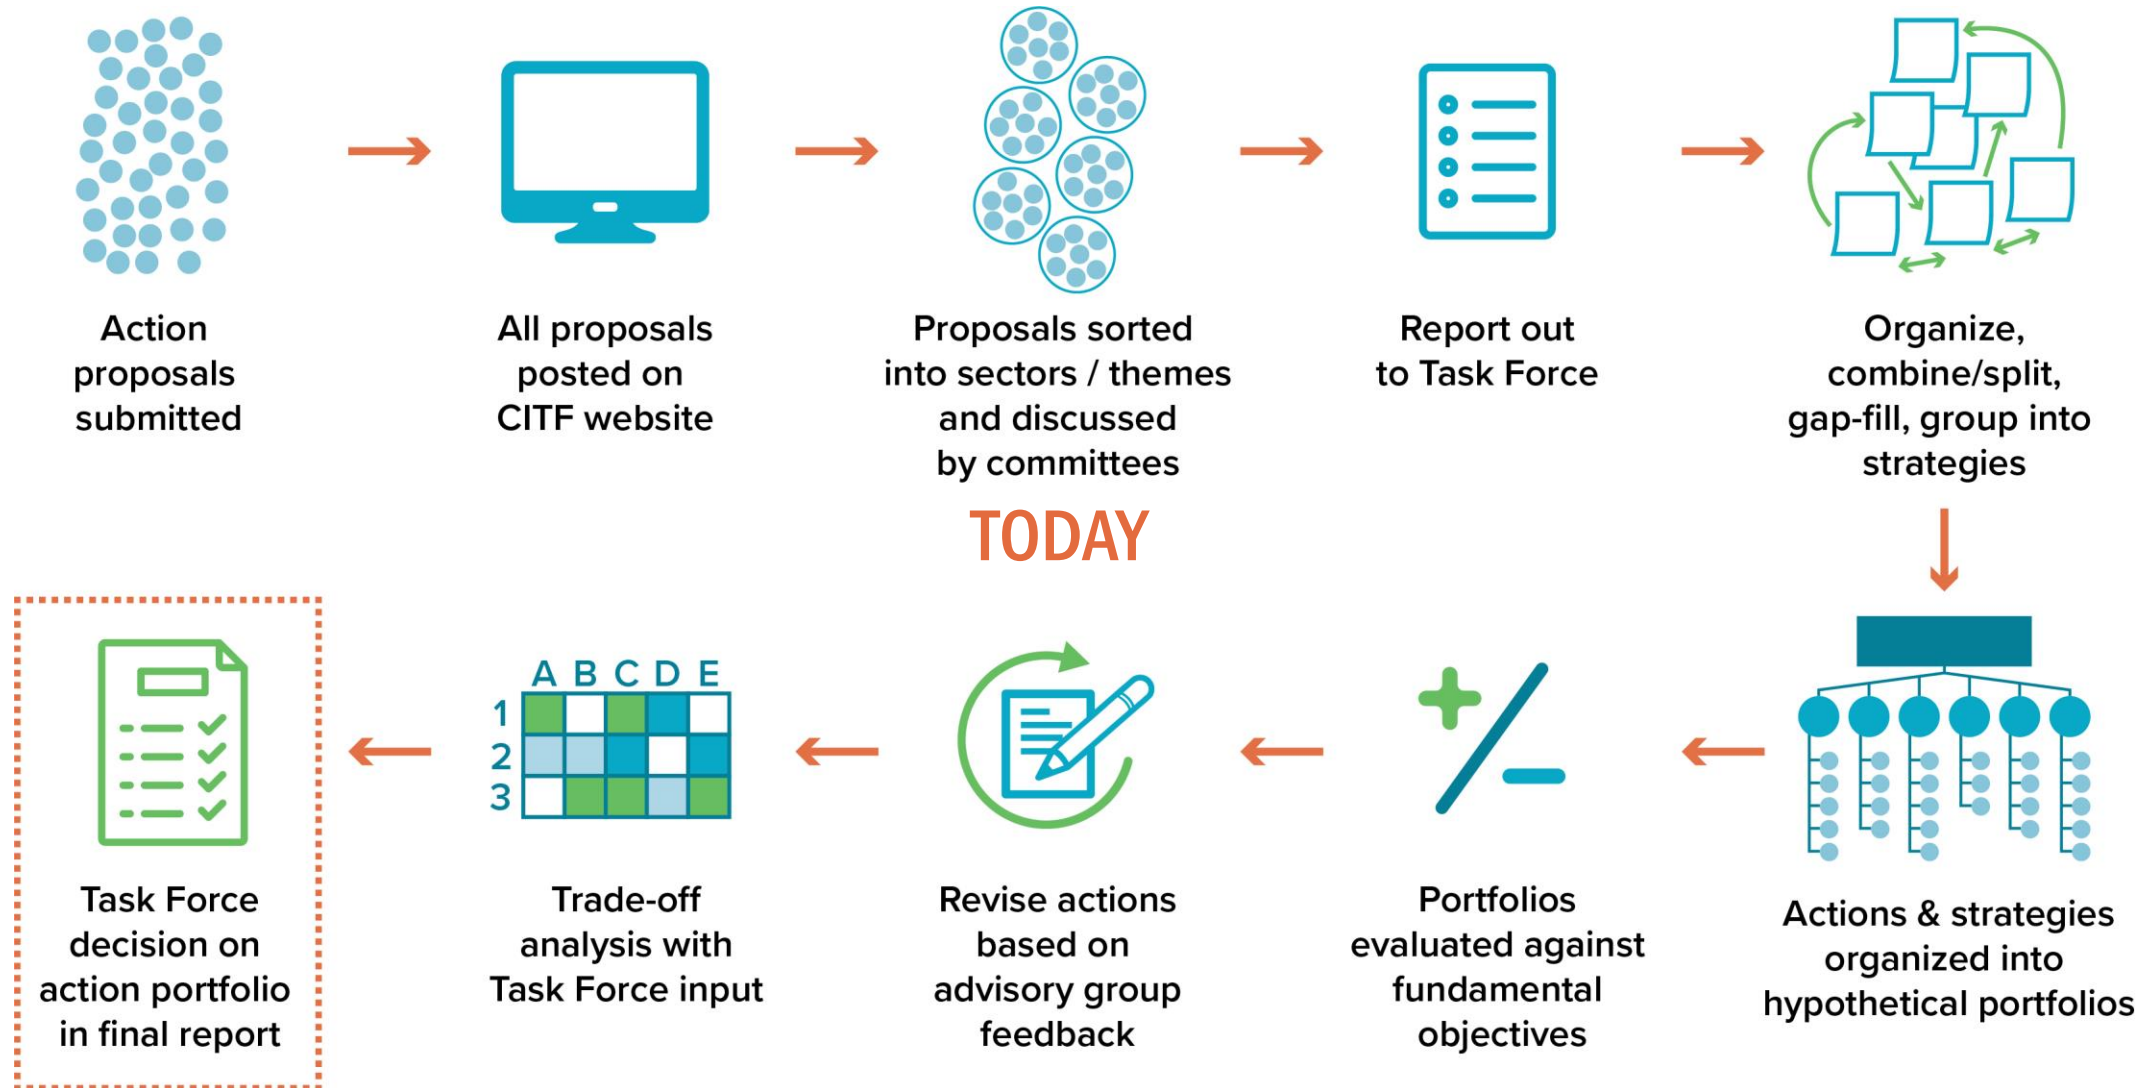 Action
proposals
submitted
All proposals
posted on
CITF website
Proposals sorted
into sectors / themes
and discussed
by committees
TODAY
Report out
to Task Force
Organize,
combine/split,
gap-fill, group into
strategies
Actions & strategies
organized into
hypothetical portfolios
Portfolios
evaluated against
fundamental
objectives
Revise actions
based on
advisory group
feedback
A B C D E
1
2
3
Trade-off
analysis with
Task Force input
Task Force
decision on
action portfolio
in final report